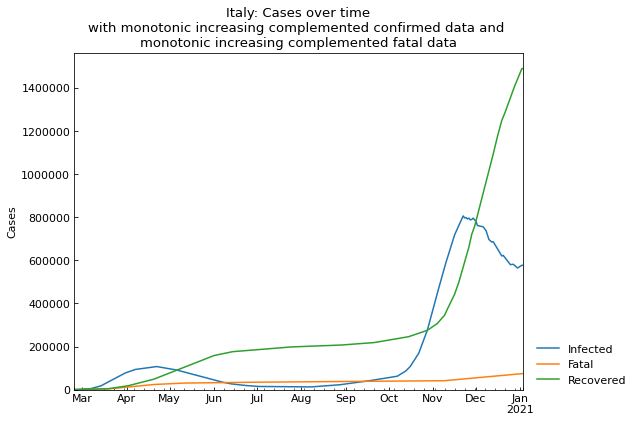 Italy: Cases over time
with monotonic increasing complemented confirmed data and
monotonic increasing complemented fatal data
Cases
1400000
1200000
1000000
800000
600000
400000
200000
0
Mar Apr May Jun Jul Aug Sep Oct Nov Dec Jan
2021
Infected
Fatal
Recovered